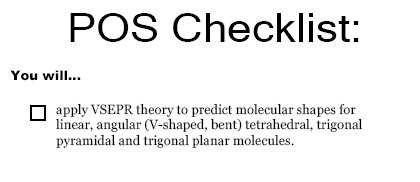 POS Checklist:
You will...
apply VSEPR theory to predict molecular shapes for
linear, angular (V-shaped, bent) tetrahedral, trigonal
pyramidal and trigonal planar molecules.